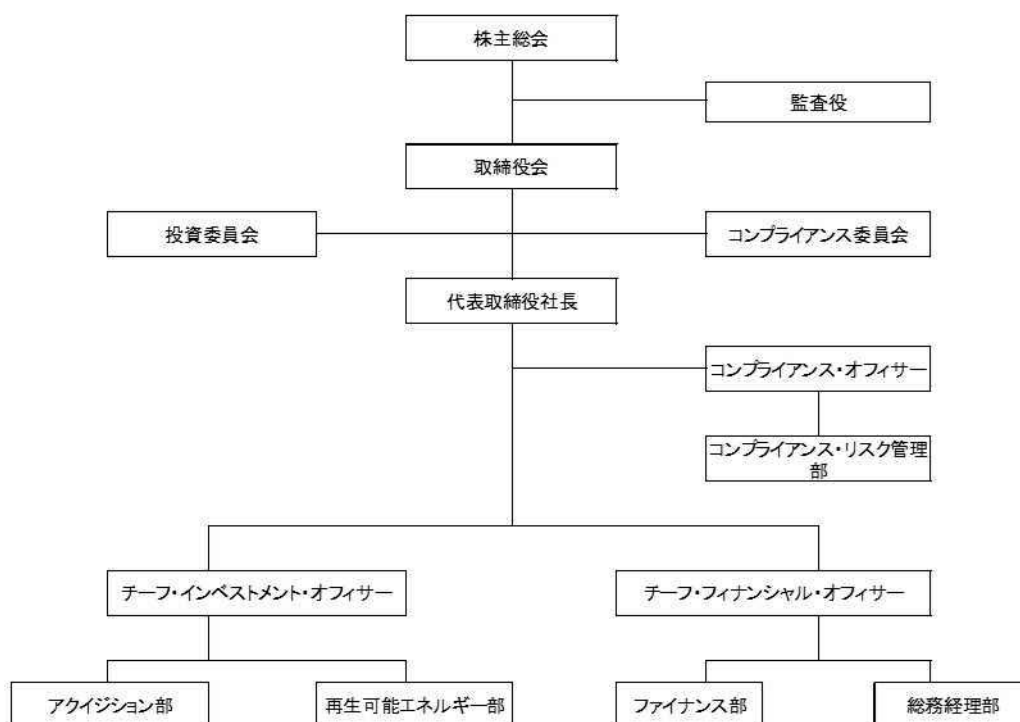 株主総会
監査役
取締役会
投資委員会
コンプライアンス委員会
代表取締役社長
コンプライアンス・オフィサー
コンプライアンス・リスク管理
部
チーフ・インベストメント・オフィサー
チーフ・フィナンシャル・オフィサー
アクイジション部
再生可能エネルギー部
ファイナンス部
総務経理部